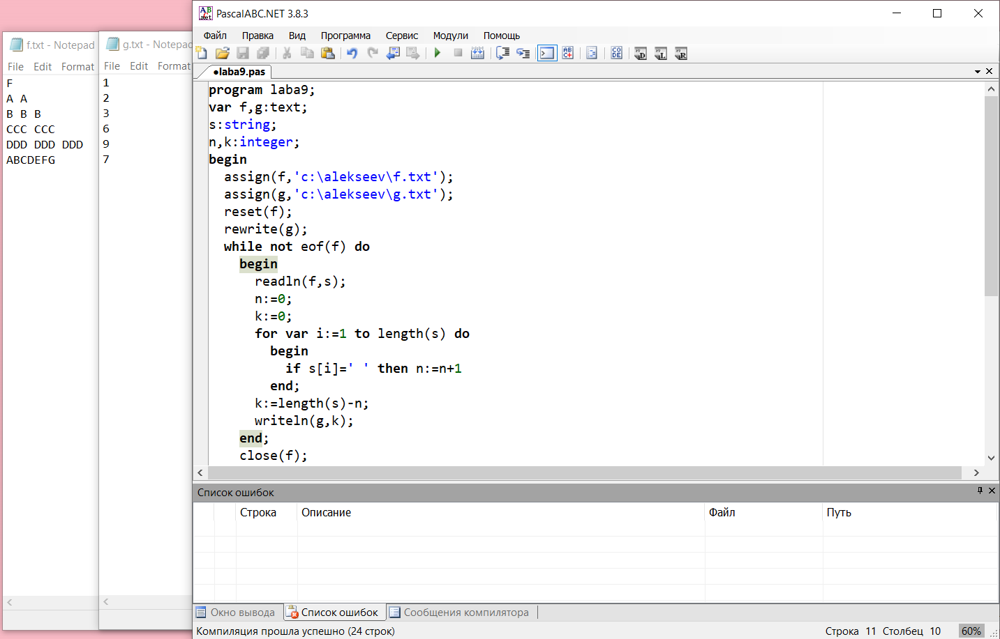 f.txt - Notepad
File Edit Format
F
A A
B B B
CCC CCC
DDD DDD DDD
ABCDEFG
g.txt - Notepad
File Edit Format
1
2
3
6
9
7
PascalABC.NET 3.8.3
Файл Правка Вид Программа Сервис Модули Помощь
•laba9.pas
program laba9;
var f,g:text;
s:string;
n,k:integer;
begin
assign(f,'c:\alekseev\f.txt');
assign(g,'c:\alekseev\g.txt');
reset(f);
rewrite(g);
while not eof(f) do
begin
readln(f,s);
n:=0;
k:=0;
for var i:=1 to length(s) do
begin
if s[i]=' ' then n:=n+1
end;
k:=length(s)-n;
writeln(g,k);
end;
close(f);
Список ошибок
Строка Описание Файл Путь
Окно вывода Список ошибок Сообщения компилятора
Компиляция прошла успешно (24 строк) Строка 11 Столбец 10 60%